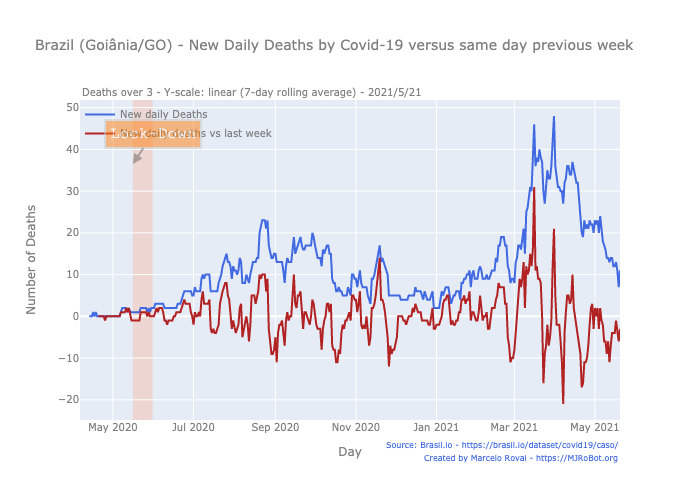 Brazil (Goiânia/GO) - New Daily Deaths by Covid-19 versus same day previous week
Deaths over 3 - Y-scale: linear (7-day rolling average) - 2021/5/21
New daily Deaths
Lock Down
New daily deaths vs last week
50
40
30
20
10
0
−10
−20
Number of Deaths
May 2020 Jul 2020 Sep 2020 Nov 2020 Jan 2021 Mar 2021 May 2021
Day
Source: Brasil.io - https://brasil.io/dataset/covid19/caso/
Created by Marcelo Rovai - https://MJRoBot.org